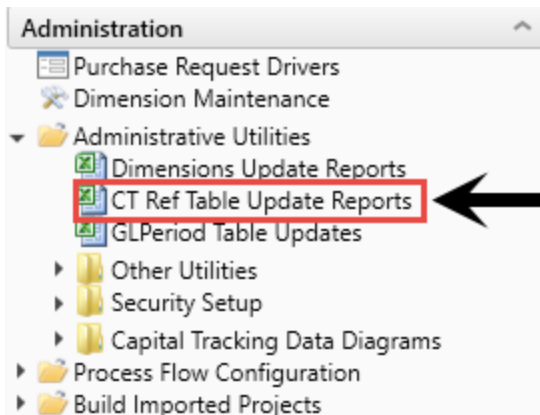 Administration
Purchase Request Drivers
Dimension Maintenance
Administrative Utilities
Dimensions Update Reports
CT Ref Table Update Reports
GLPeriod Table Updates
Other Utilities
Security Setup
Capital Tracking Data Diagrams
Process Flow Configuration
Build Imported Projects